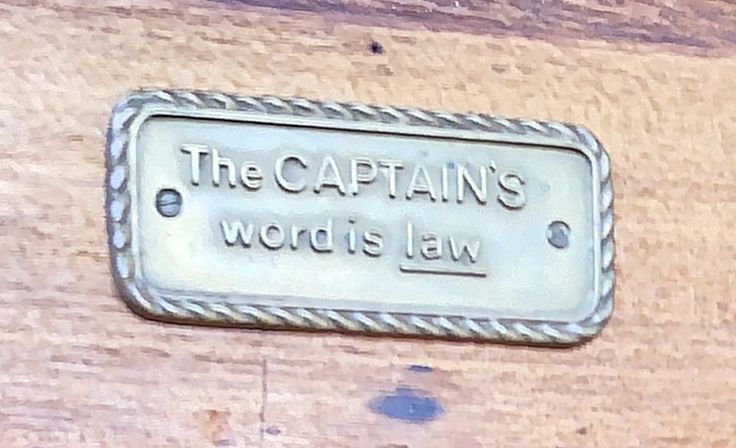 The CAPTAIN'S
word is law